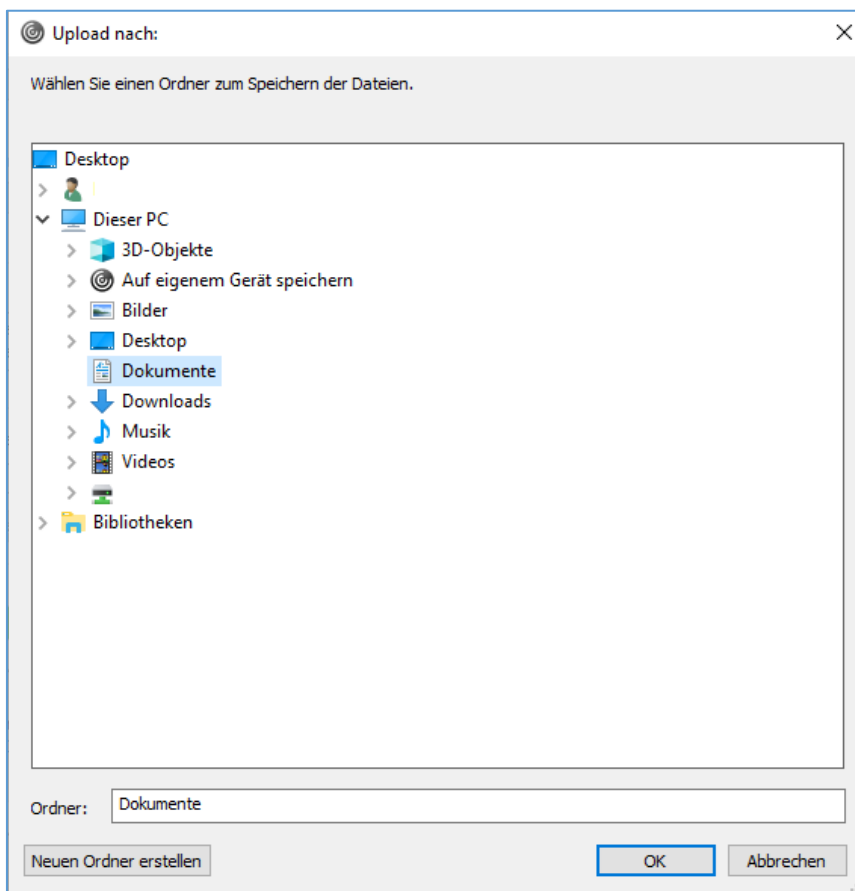 Upload nach:
Wählen Sie einen Ordner zum Speichern der Dateien.
Desktop
Dieser PC
3D-Objekte
Auf eigenem Gerät speichern
Bilder
Desktop
Dokumente
Downloads
Musik
Videos
Bibliotheken
Ordner: Dokumente
Neuen Ordner erstellen OK Abbrechen